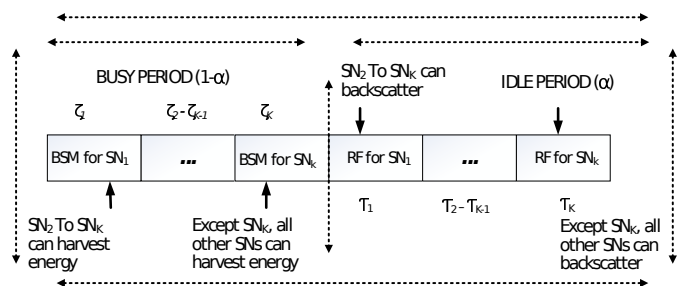 BUSY PERIOD (1-α)
SN₂ To SNₖ can
backscatter
IDLE PERIOD (α)
ζ₁
ζ₂ - ζK-1
ζK
BSM for SN₁
...
BSM for SNₖ
RF for SN₁
...
RF for SNₖ
τ₁
τ₂ - τK-1
τK
SN₂ To SNK
can harvest
energy
Except SNK, all
other SNs can
harvest energy
Except SNK, all
other SNs can
backscatter